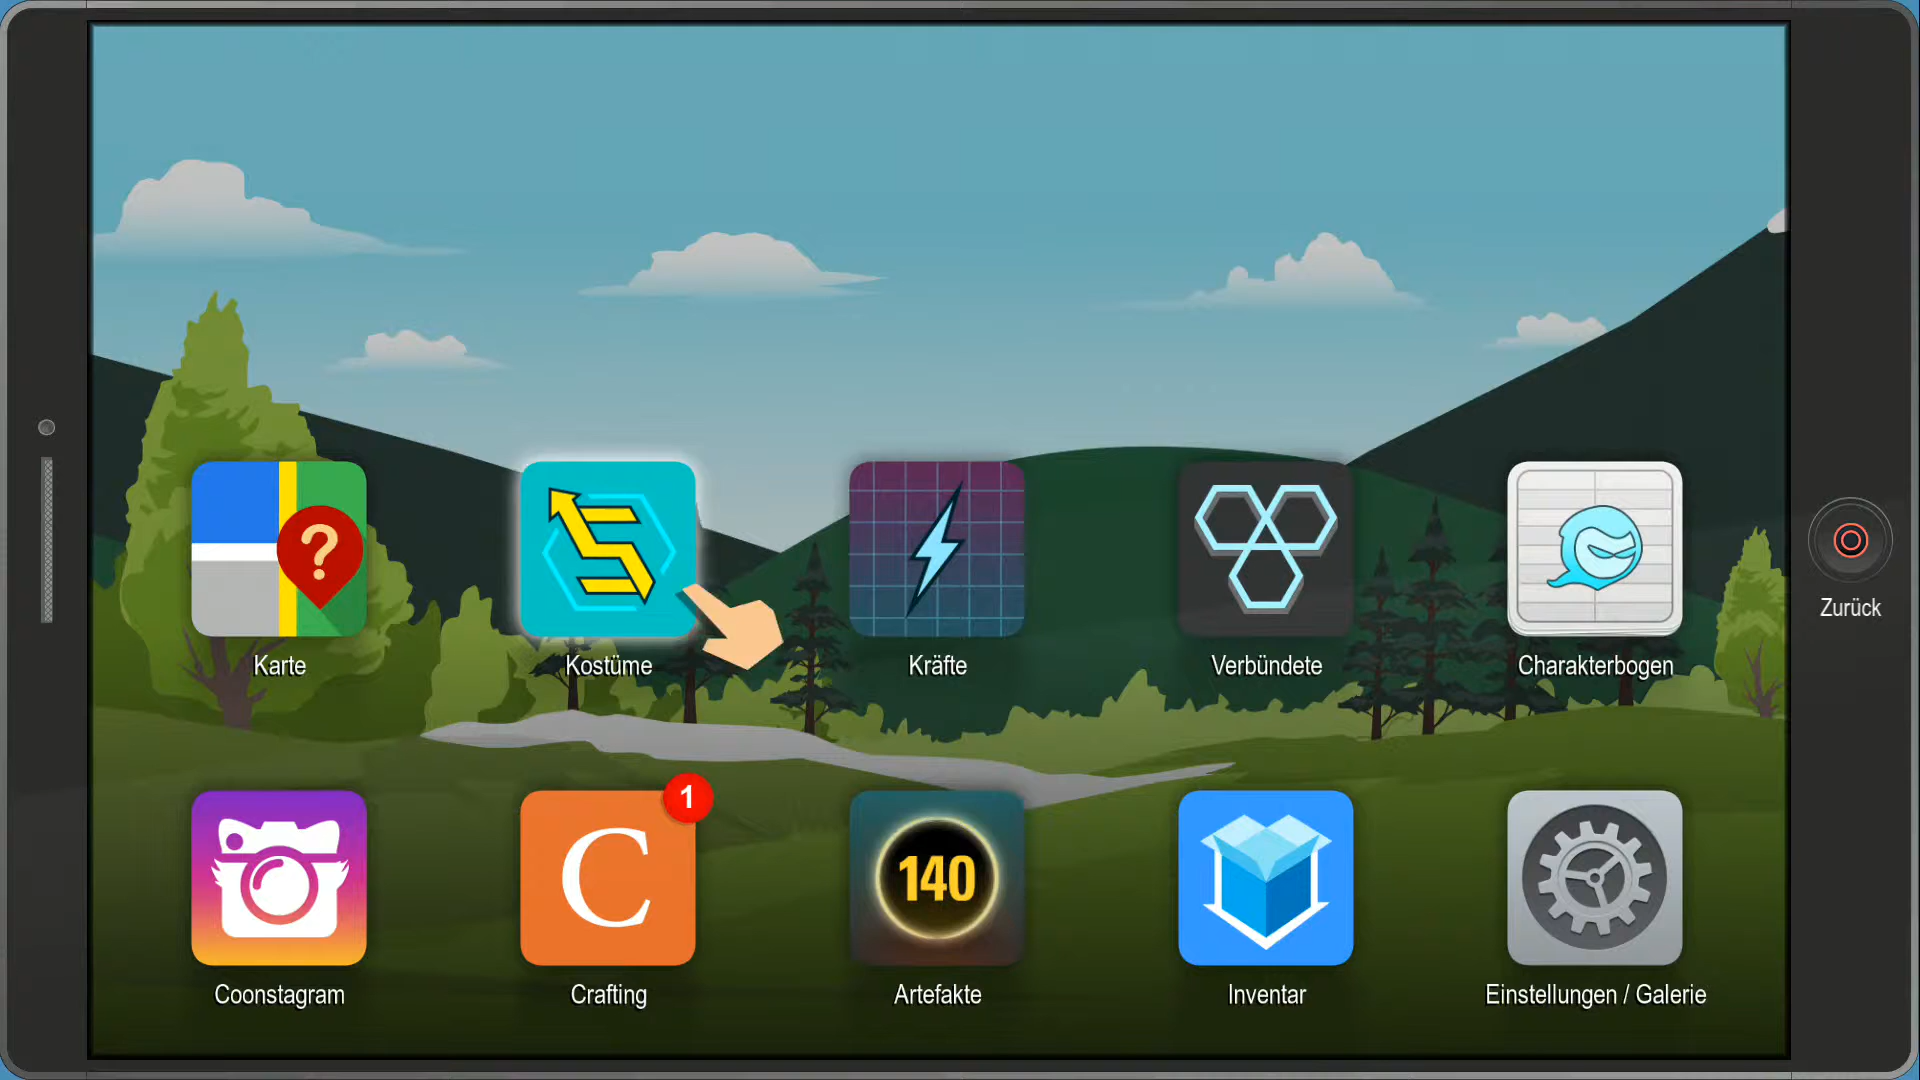 ?
Karte
Kostüme
Kräfte
Verbündete
Charakterbogen
Zurück
Coonstagram
C
1
Crafting
140
Artefakte
Inventar
Einstellungen / Galerie